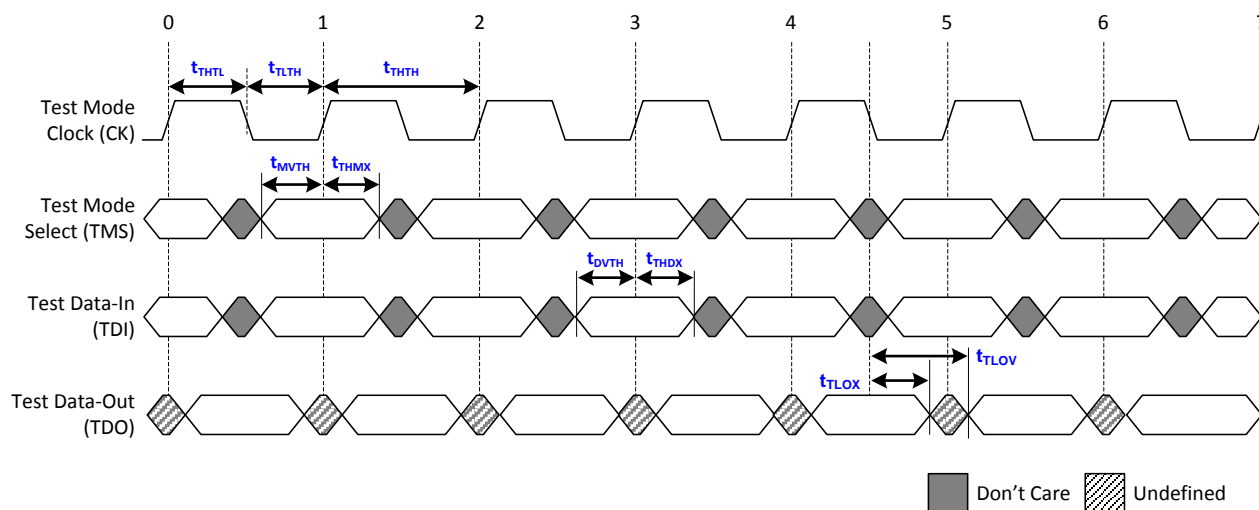 0 1 2 3 4 5 6 7
tTHTL tTLTH tTHTH
Test Mode
Clock (CK)
tMVTH tTHMX
Test Mode
Select (TMS)
tDVTH tTHDX
Test Data-In
(TDI)
tTLOV
tTLOX
Test Data-Out
(TDO)
Don't Care Undefined